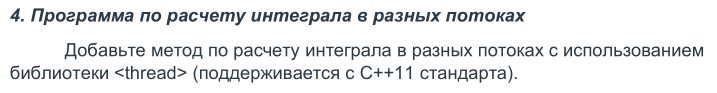 4. Программа по расчету интеграла в разных потоках
Добавьте метод по расчету интеграла в разных потоках с использованием
библиотеки <thread> (поддерживается с C++11 стандарта).